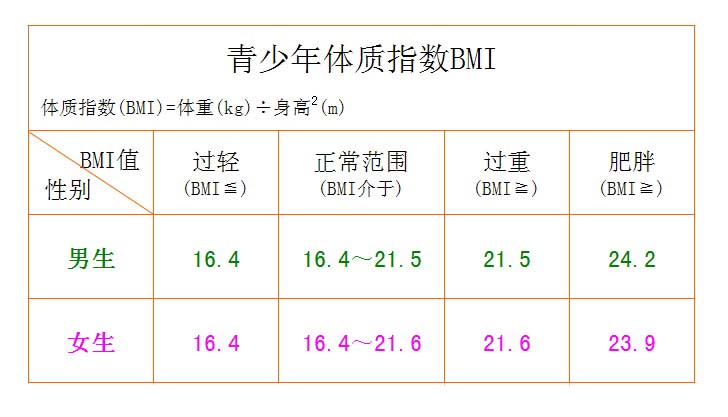 青少年体质指数BMI
体质指数(BMI)=体重(kg)÷身高²(m)
BMI值 过轻 正常范围 过重 肥胖
性别 (BMI≦) (BMI介于) (BMI≧) (BMI≧)
男生 16.4 16.4～21.5 21.5 24.2
女生 16.4 16.4～21.6 21.6 23.9